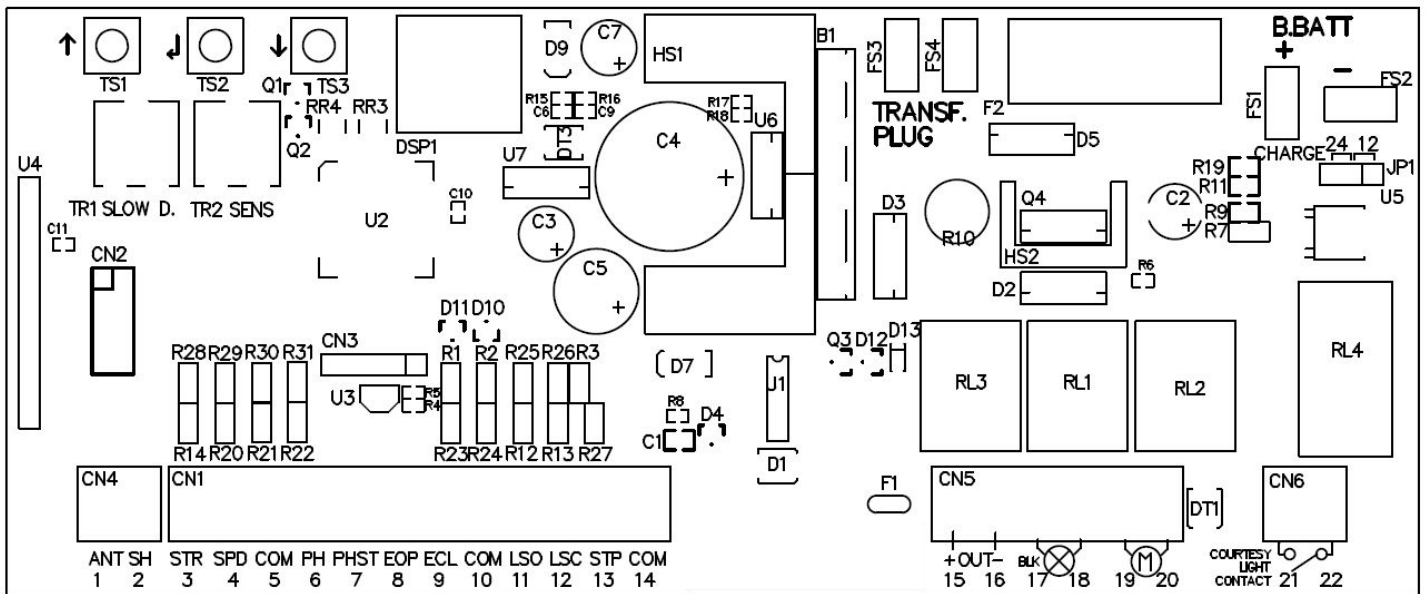 B.BATT
+
-
C7
B1
D9
HS1
FS3
FS4
TS1
TS2
TS3
Q1
FS2
RR4
RR3
R15
C6
R16
C9
R17
R18
TRANSF.
PLUG
F2
FS1
Q2
DSP1
DT3
C4
U6
D5
CHARGE
24
12
U4
U7
R19
R11
JP1
TR1 SLOW D.
TR2 SENS
C10
U2
C3
+
+
D3
R10
Q4
C2
+
R9
R7
U5
C11
CN2
C5
+
HS2
D2
R6
D11
D10
CN3
Q3
D12
D13
R28
R29
R30
R31
R1
R2
R25
R26
R3
D7
J1
RL3
RL1
RL2
RL4
U3
R5
R4
R8
D4
C1
R14
R20
R21
R22
R23
R24
R12
R13
R27
D1
CN4
CN1
F1
CN5
DT1
CN6
ANT SH STR SPD COM PH PHST EOP ECL COM LSO LSC STP COM
+OUT-
BLK
M
COURTESY
LIGHT
CONTACT
1 2 3 4 5 6 7 8 9 10 11 12 13 14 15 16 17 18 19 20 21 22